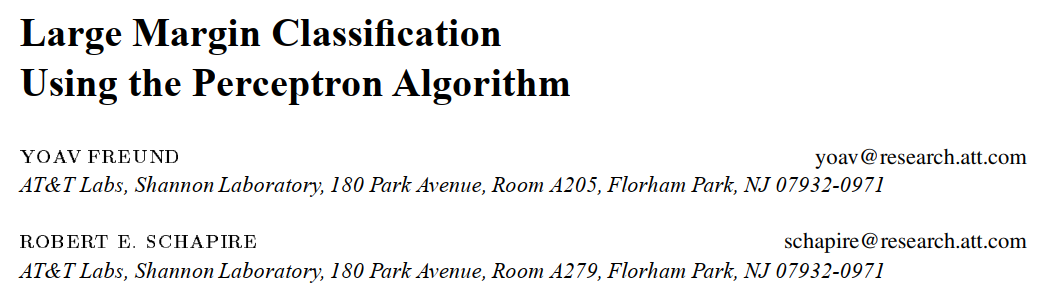 Large Margin Classification
Using the Perceptron Algorithm
YOAV FREUND yoav@research.att.com
AT&T Labs, Shannon Laboratory, 180 Park Avenue, Room A205, Florham Park, NJ 07932-0971
ROBERT E. SCHAPIRE schapire@research.att.com
AT&T Labs, Shannon Laboratory, 180 Park Avenue, Room A279, Florham Park, NJ 07932-0971